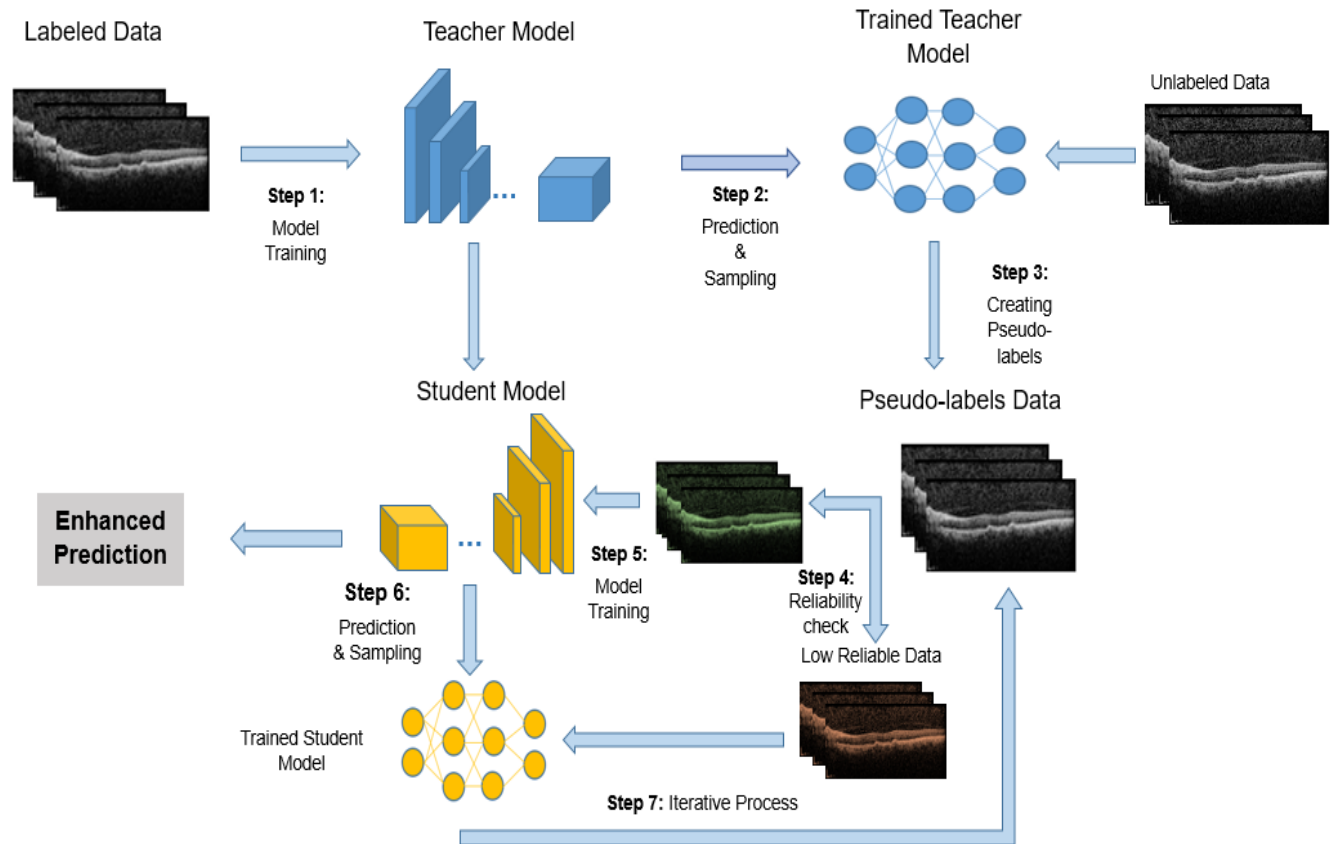 Labeled Data
Teacher Model
Trained Teacher
Model
Unlabeled Data
Step 1:
Model
Training
...
Step 2:
Prediction
&
Sampling
Step 3:
Creating
Pseudo-
labels
Student Model
Pseudo-labels Data
Enhanced
Prediction
...
Step 5:
Model
Training
Step 4:
Reliability
check
Step 6:
Prediction
& Sampling
Low Reliable Data
Trained Student
Model
Step 7: Iterative Process